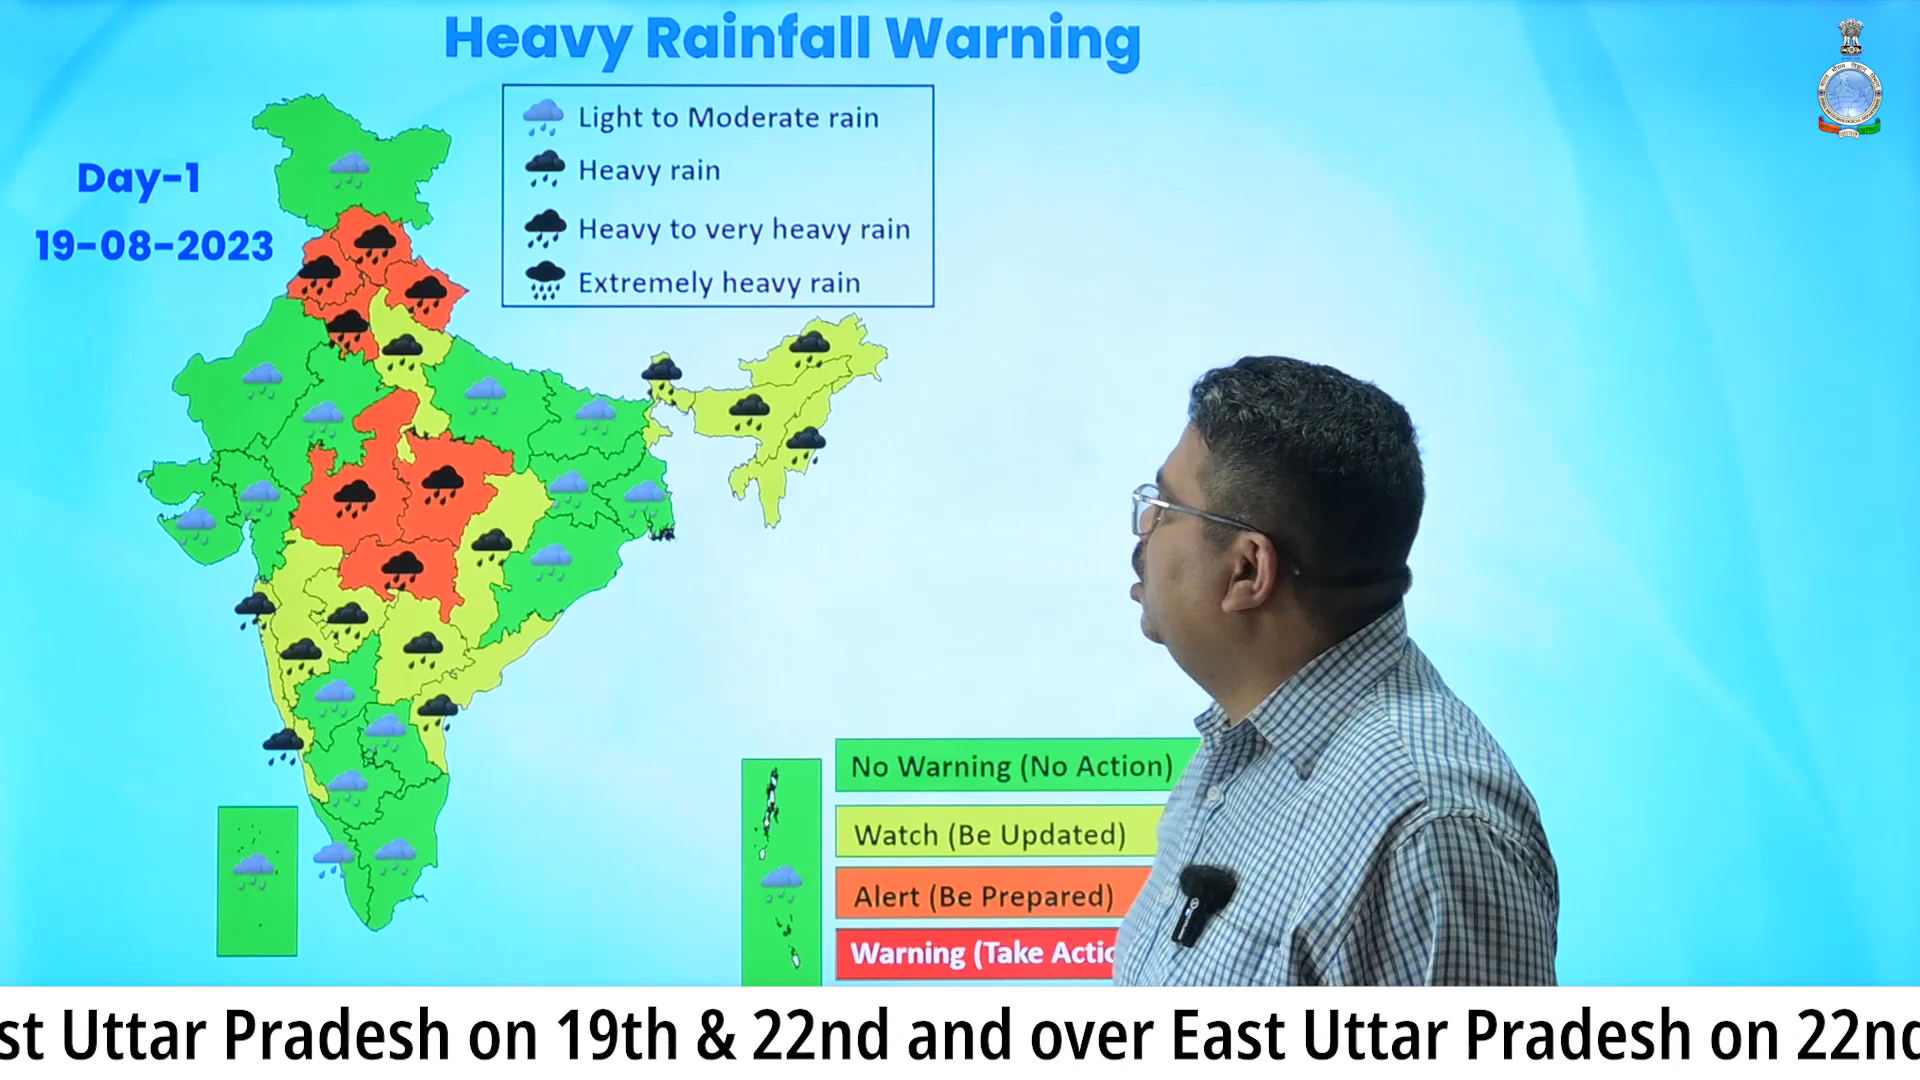 Heavy Rainfall Warning
Day-1
19-08-2023
Light to Moderate rain
Heavy rain
Heavy to very heavy rain
Extremely heavy rain
No Warning (No Action)
Watch (Be Updated)
Alert (Be Prepared)
Warning (Take Actio
st Uttar Pradesh on 19th & 22nd and over East Uttar Pradesh on 22nd